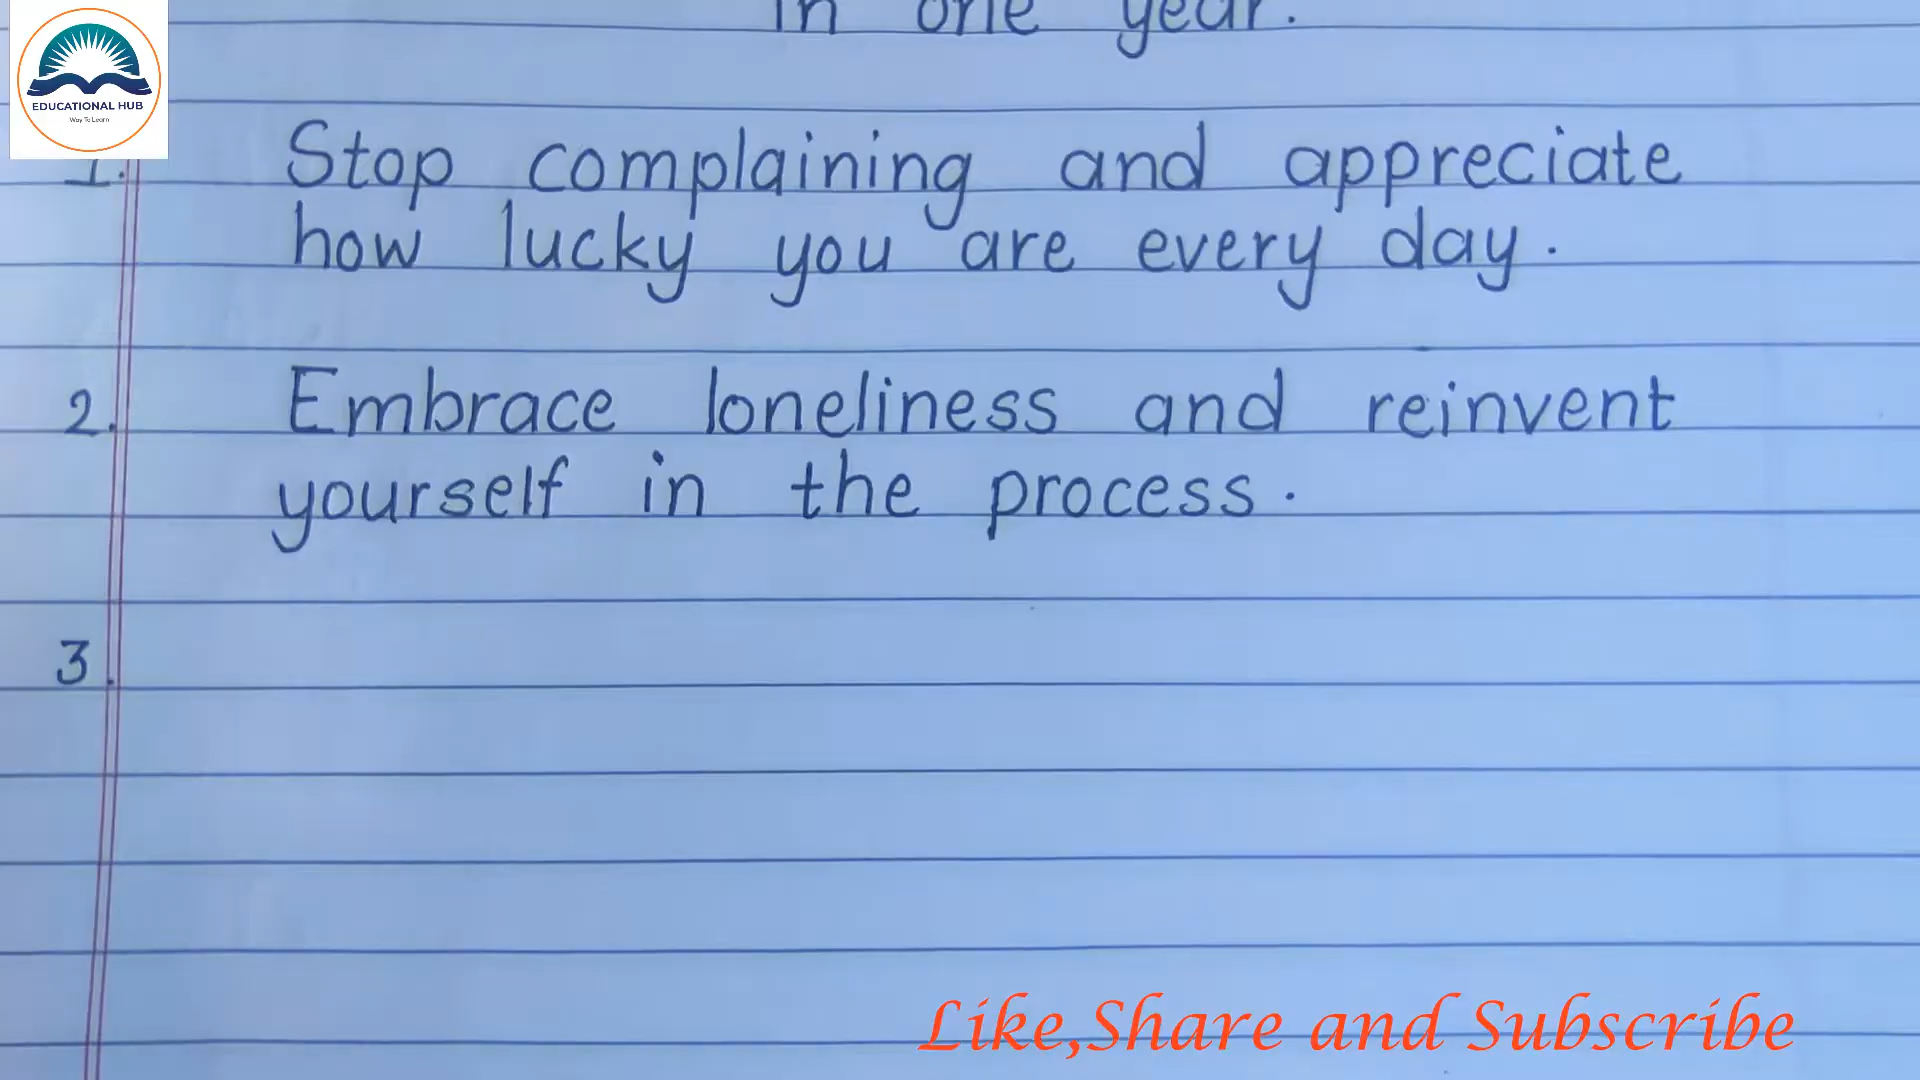 in one year.
EDUCATIONAL HUB
Way To Learn
1. Stop complaining and appreciate
how lucky you are every day.
2. Embrace loneliness and reinvent
yourself in the process.
3.
Like,Share and Subscribe